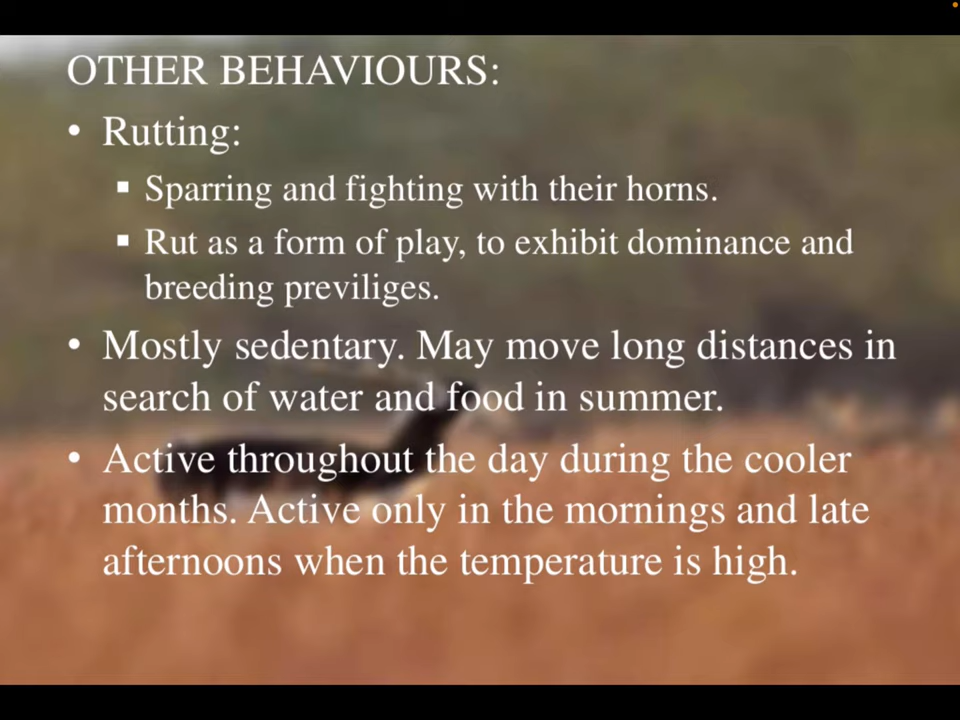 OTHER BEHAVIOURS:
• Rutting:
▪ Sparring and fighting with their horns.
▪ Rut as a form of play, to exhibit dominance and
breeding previliges.
• Mostly sedentary. May move long distances in
search of water and food in summer.
• Active throughout the day during the cooler
months. Active only in the mornings and late
afternoons when the temperature is high.